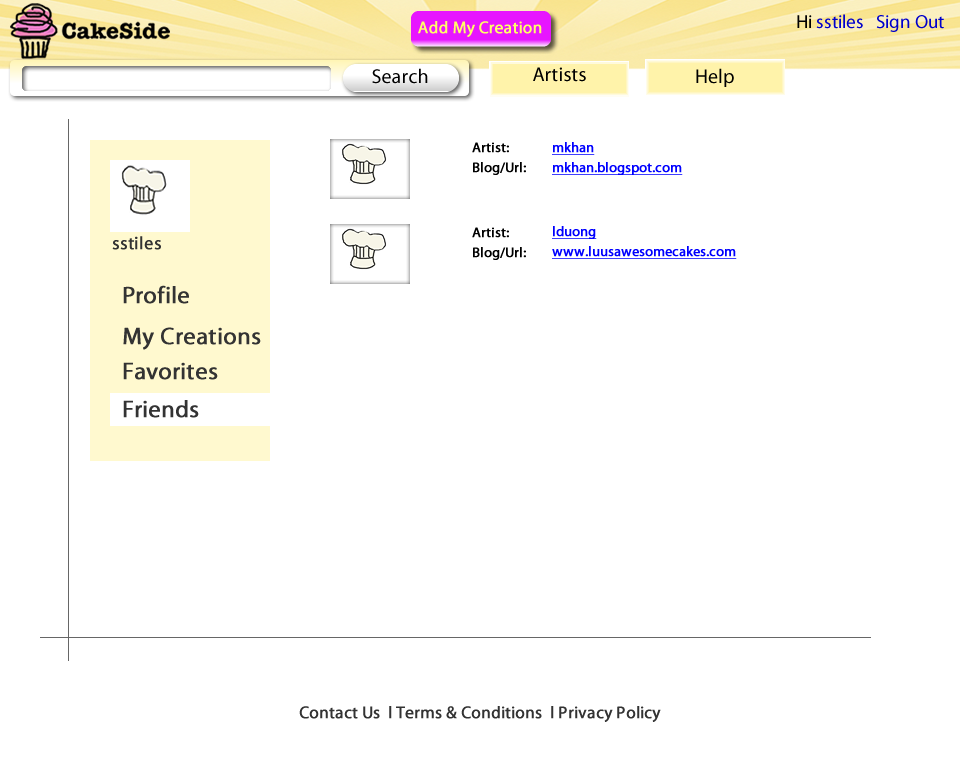 CakeSide
Add My Creation
Hi sstiles Sign Out
Search
Artists
Help
sstiles
Profile
My Creations
Favorites
Friends
Artist: mkhan
Blog/Url: mkhan.blogspot.com
Artist: lduong
Blog/Url: www.luusawesomecakes.com
Contact Us | Terms & Conditions | Privacy Policy